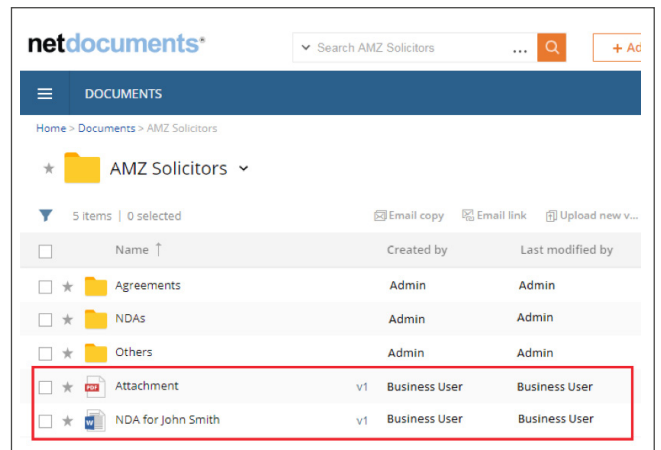 netdocuments®
Search AMZ Solicitors ... + Ad
DOCUMENTS
Home > Documents > AMZ Solicitors
AMZ Solicitors
5 items | 0 selected Email copy Email link Upload new v...
Name ↑ Created by Last modified by
Agreements Admin Admin
NDAs Admin Admin
Others Admin Admin
PDF Attachment v1 Business User Business User
W NDA for John Smith v1 Business User Business User